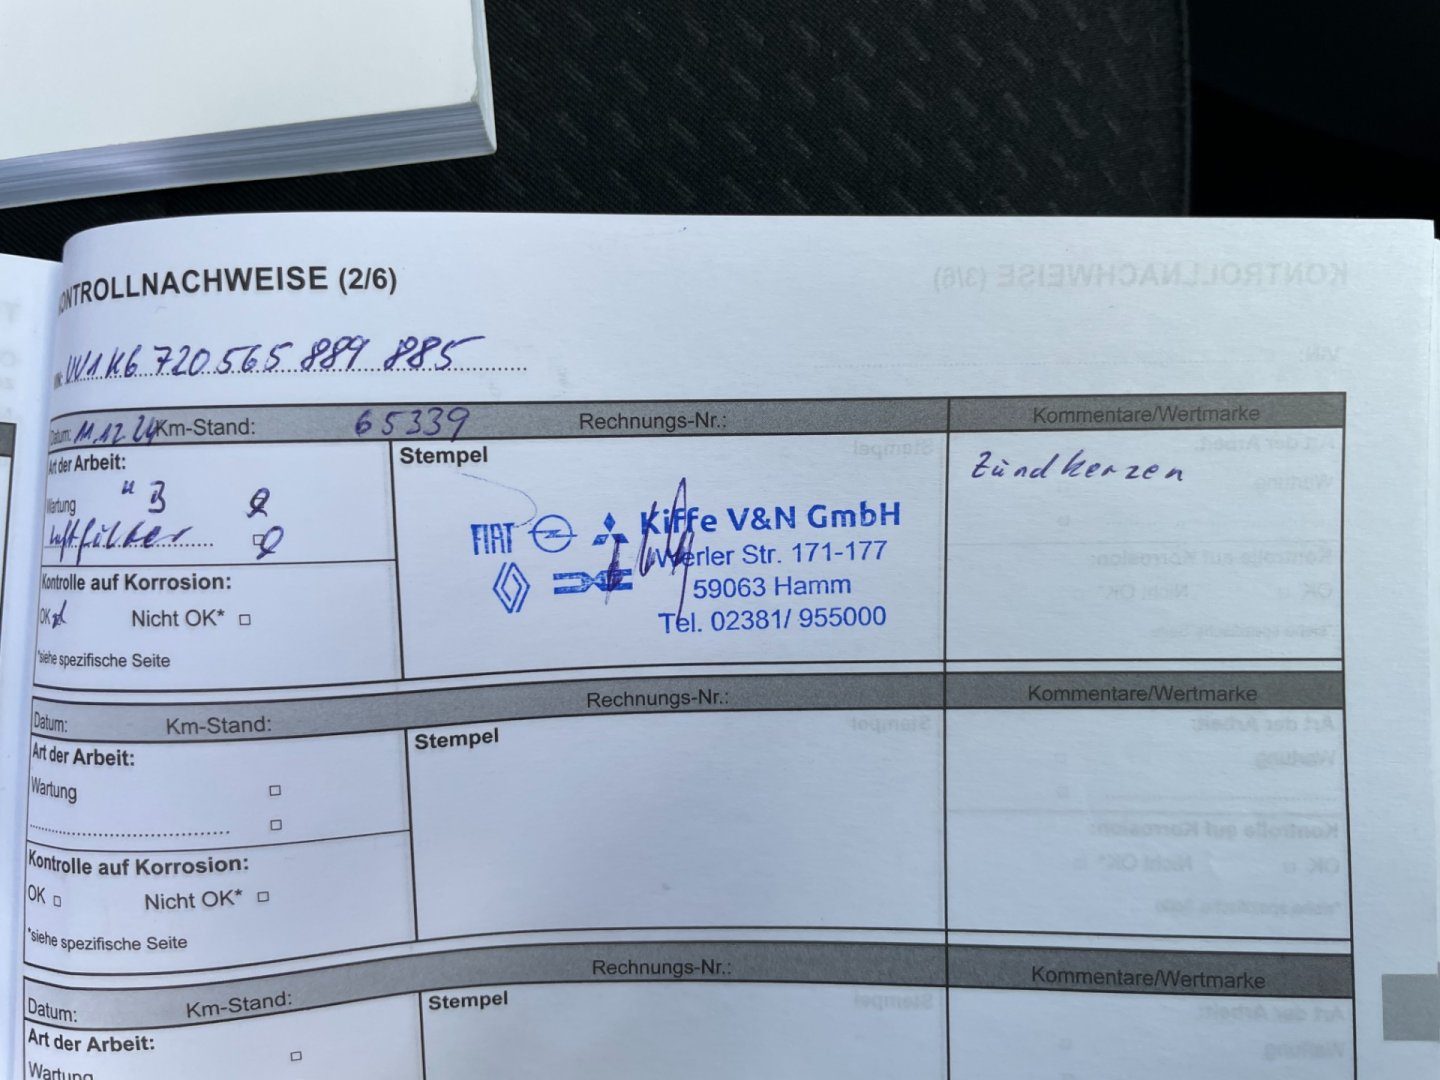 KONTROLLNACHWEISE (2/6)
VIN: UU1K6 720 565 889 885
Datum: 11.12.24 Km-Stand: 65339 Rechnungs-Nr.: Kommentare/Wertmarke
Art der Arbeit:
Wartung "B
Luftfilter
Kontrolle auf Korrosion:
OK Nicht OK* □
*siehe spezifische Seite
Stempel
FIAT
Kiffe V&N GmbH
Werler Str. 171-177
59063 Hamm
Tel. 02381/ 955000
Zündkerzen
Datum: Km-Stand: Rechnungs-Nr.: Kommentare/Wertmarke
Art der Arbeit:
Wartung □
□
Kontrolle auf Korrosion:
OK □ Nicht OK* □
*siehe spezifische Seite
Stempel
Datum: Km-Stand: Rechnungs-Nr.: Kommentare/Wertmarke
Art der Arbeit:
Wartung □
Stempel